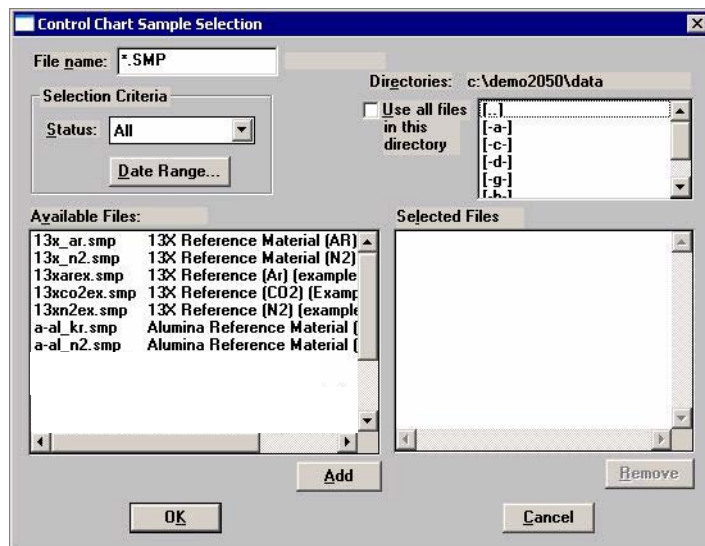 Control Chart Sample Selection
File name: *.SMP
Directories: c:\demo2050\data
Selection Criteria
Status: All
Date Range...
Use all files
in this
directory
[..]
[-a-]
[-c-]
[-d-]
[-g-]
[-h-]
Available Files:
13x_ar.smp 13X Reference Material (AR)
13x_n2.smp 13X Reference Material (N2)
13xarex.smp 13X Reference (Ar) (example
13xco2ex.smp 13X Reference (CO2) (Examp
13xn2ex.smp 13X Reference (N2) (example
a-al_kr.smp Alumina Reference Material (
a-al_n2.smp Alumina Reference Material (
Selected Files
Add
Remove
OK
Cancel